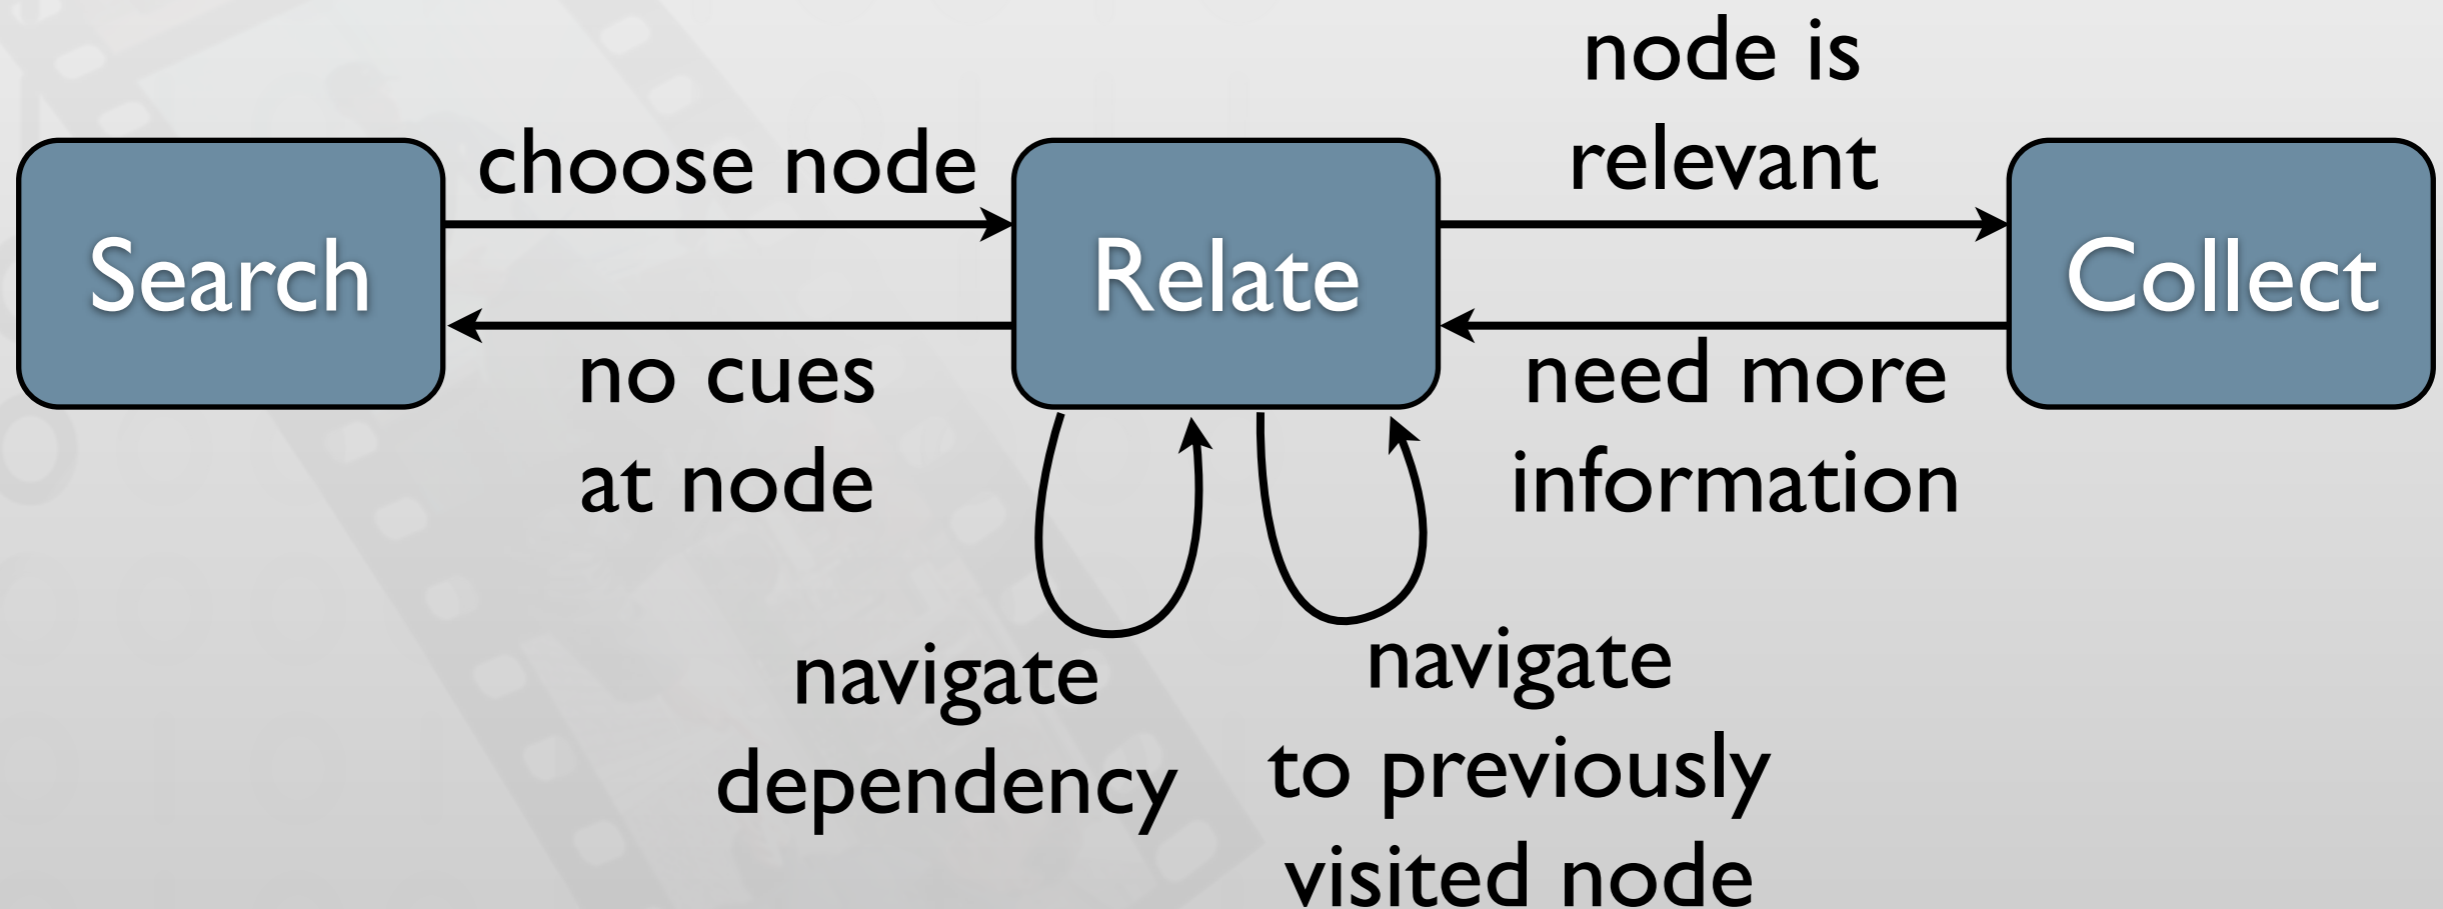 Search
choose node
no cues
at node
Relate
node is
relevant
need more
information
Collect
navigate
dependency
navigate
to previously
visited node